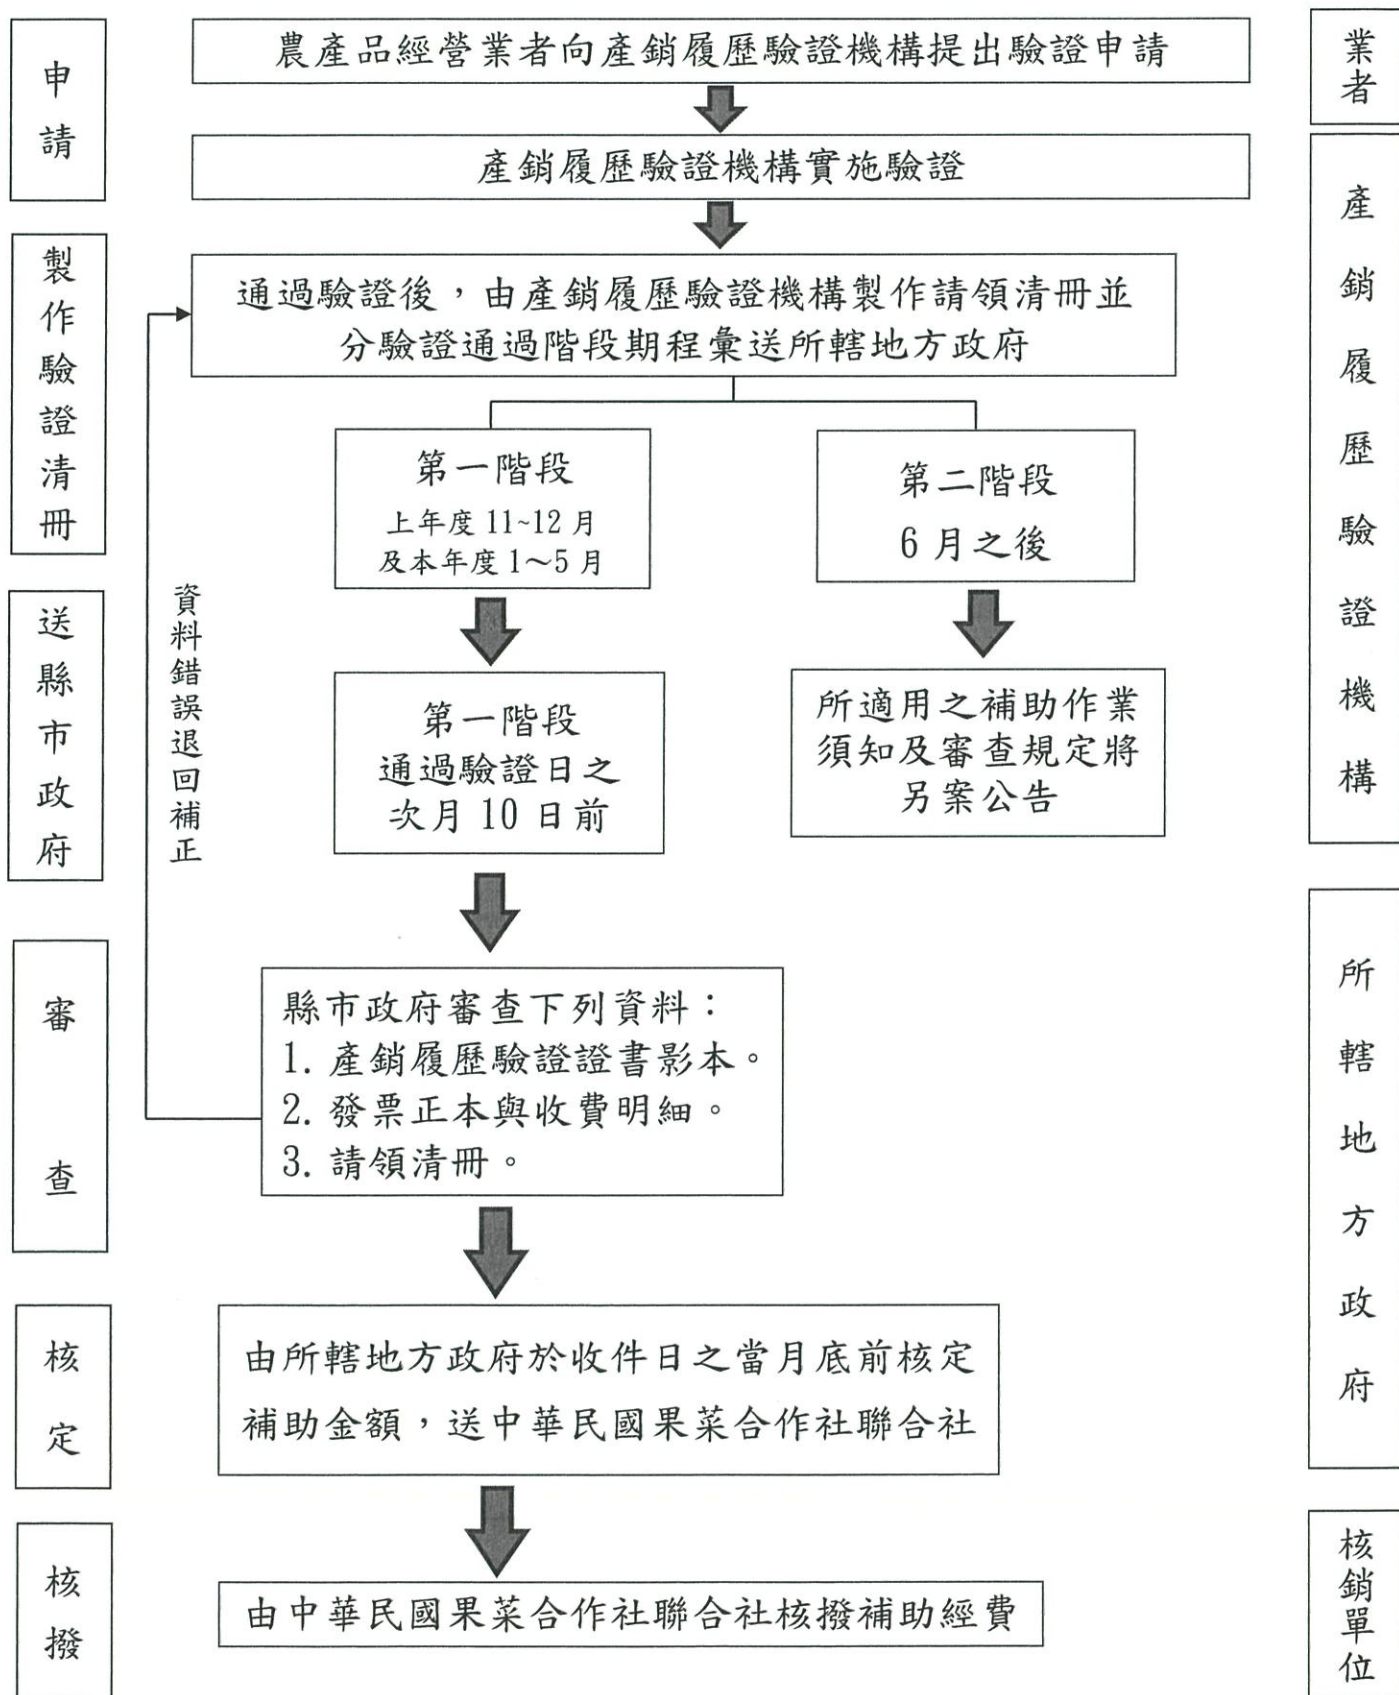 申請
業者
農產品經營業者向產銷履歷驗證機構提出驗證申請
產銷履歷驗證機構實施驗證
產銷履歷驗證機構
製作驗證清冊
通過驗證後，由產銷履歷驗證機構製作請領清冊並
分驗證通過階段期程彙送所轄地方政府
第一階段
上年度 11~12 月
及本年度 1～5 月
第二階段
6 月之後
送縣市政府
資料錯誤退回補正
第一階段
通過驗證日之
次月 10 日前
所適用之補助作業
須知及審查規定將
另案公告
審查
縣市政府審查下列資料：
1. 產銷履歷驗證證書影本。
2. 發票正本與收費明細。
3. 請領清冊。
所轄地方政府
核定
由所轄地方政府於收件日之當月底前核定
補助金額，送中華民國果菜合作社聯合社
核撥
由中華民國果菜合作社聯合社核撥補助經費
核銷單位